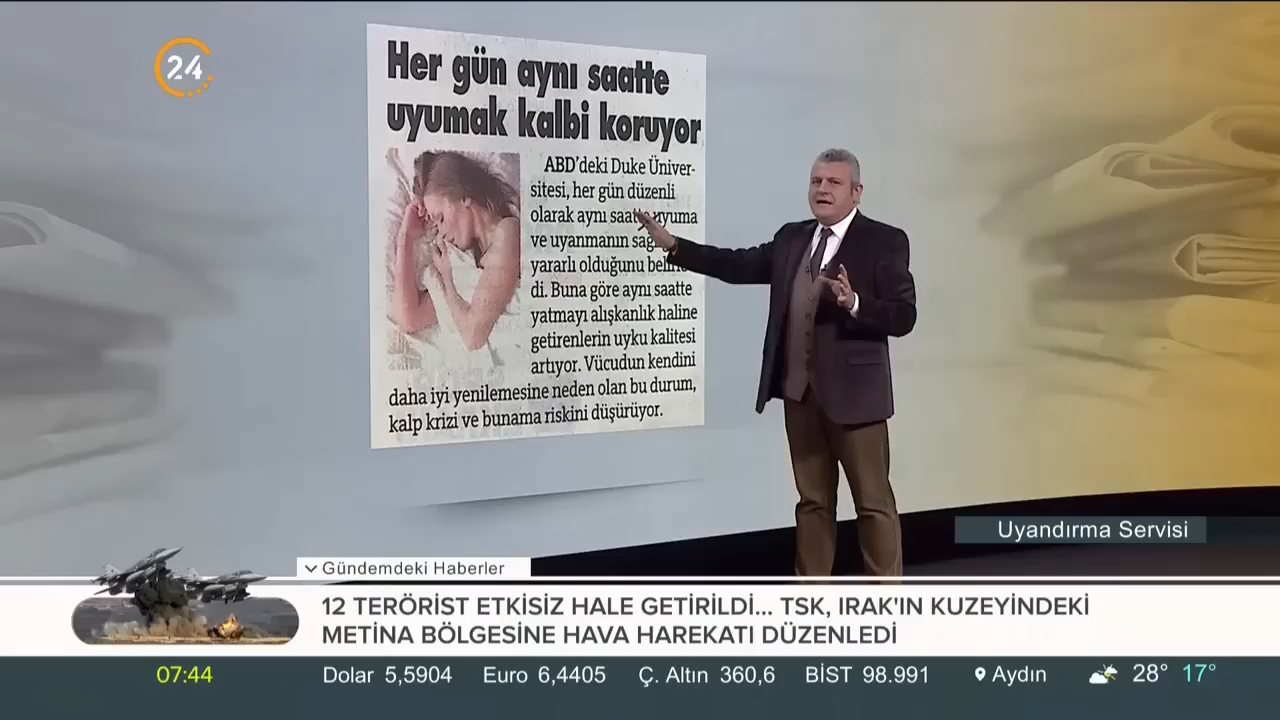 24
Her gün aynı saatte
uyumak kalbi koruyor
ABD'deki Duke Üniver-
sitesi, her gün düzenli
olarak aynı saatte uyuma
ve uyanmanın
yararlı olduğunu
di. Buna göre aynı saatte
yatmayı alışkanlık haline
getirenlerin uyku kalitesi
artıyor. Vücudun kendini
daha iyi yenilemesine neden olan bu durum,
kalp krizi ve bunama riskini düşürüyor.
Uyandırma Servisi
Gündemdeki Haberler
12 TERÖRİST ETKİSİZ HALE GETİRİLDİ... TSK, IRAK'IN KUZEYİNDEKİ
METİNA BÖLGESİNE HAVA HAREKATI DÜZENLEDİ
07:44 Dolar 5,5904 Euro 6,4405 Ç. Altın 360,6 BİST 98.991 Aydın 28° 17°